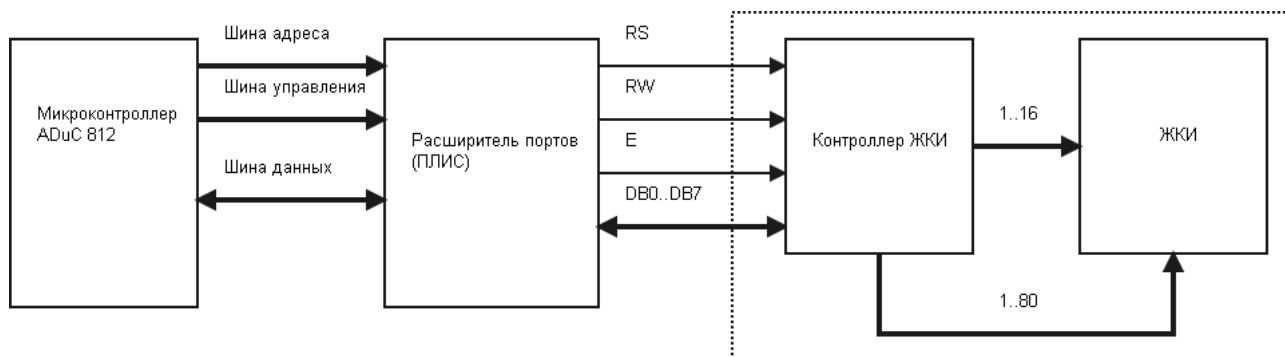 Микроконтроллер
ADuC 812
Шина адреса
Шина управления
Шина данных
Расширитель портов
(ПЛИС)
RS
RW
E
DB0..DB7
Контроллер ЖКИ
1..16
1..80
ЖКИ